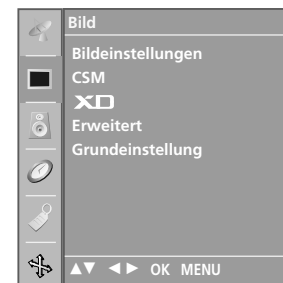 Bild
Bildeinstellungen
CSM
XD
Erweitert
Grundeinstellung
▲▼ ◄► OK MENU